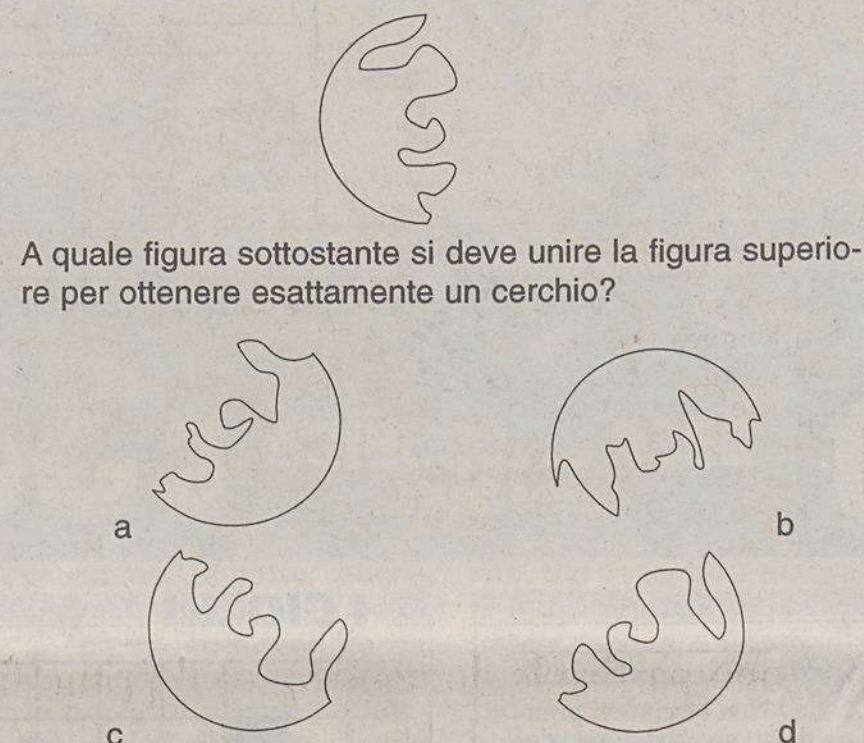 A quale figura sottostante si deve unire la figura superio-
re per ottenere esattamente un cerchio?
a
b
c
d